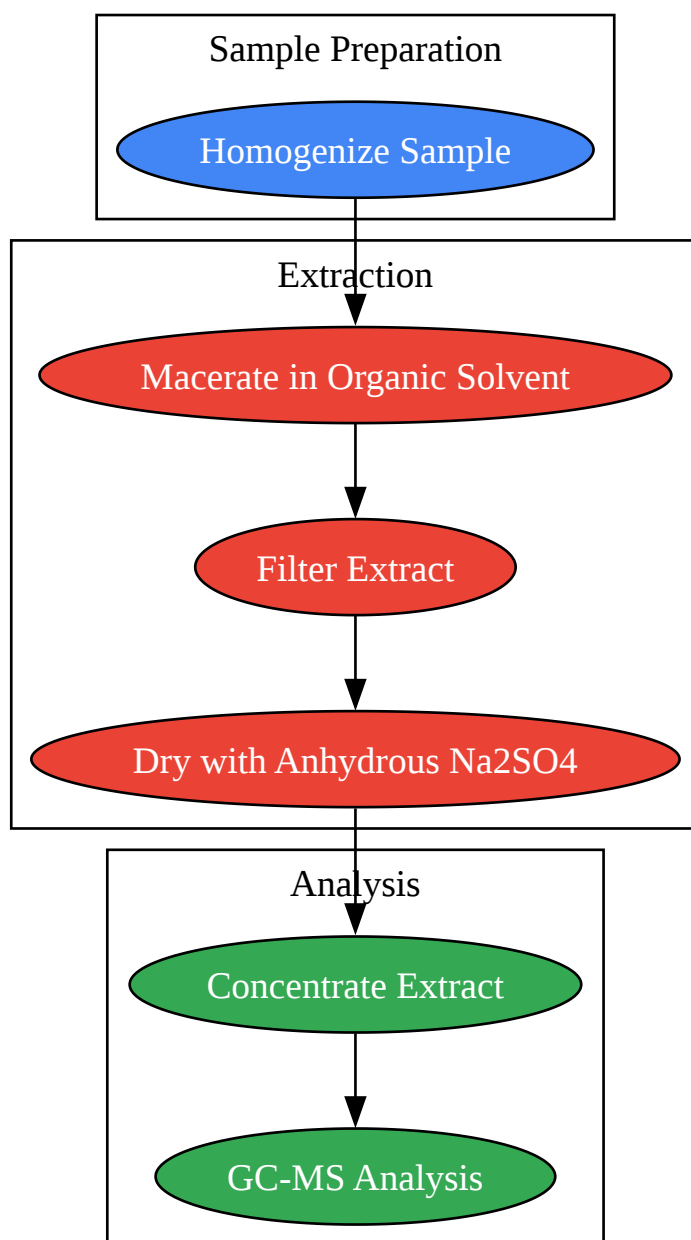 Sample Preparation
Homogenize Sample
Extraction
Macerate in Organic Solvent
Filter Extract
Dry with Anhydrous Na2SO4
Analysis
Concentrate Extract
GC-MS Analysis